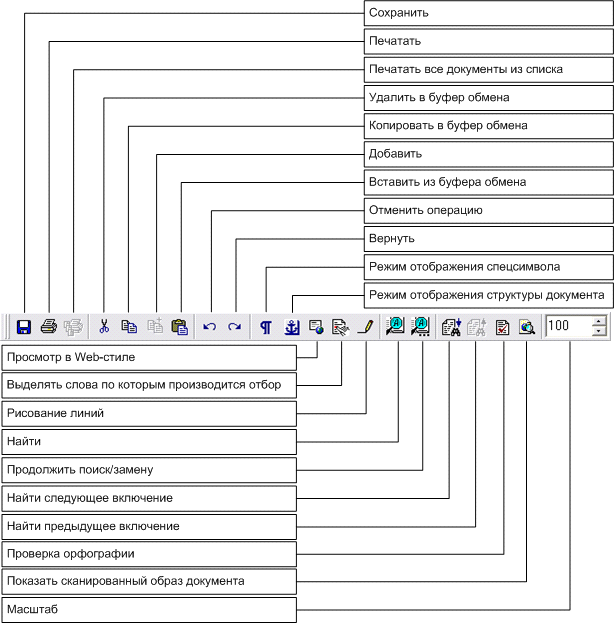 Сохранить
Печатать
Печатать все документы из списка
Удалить в буфер обмена
Копировать в буфер обмена
Добавить
Вставить из буфера обмена
Отменить операцию
Вернуть
Режим отображения спецсимвола
Режим отображения структуры документа
100
Просмотр в Web-стиле
Выделять слова по которым производится отбор
Рисование линий
Найти
Продолжить поиск/замену
Найти следующее включение
Найти предыдущее включение
Проверка орфографии
Показать сканированный образ документа
Масштаб